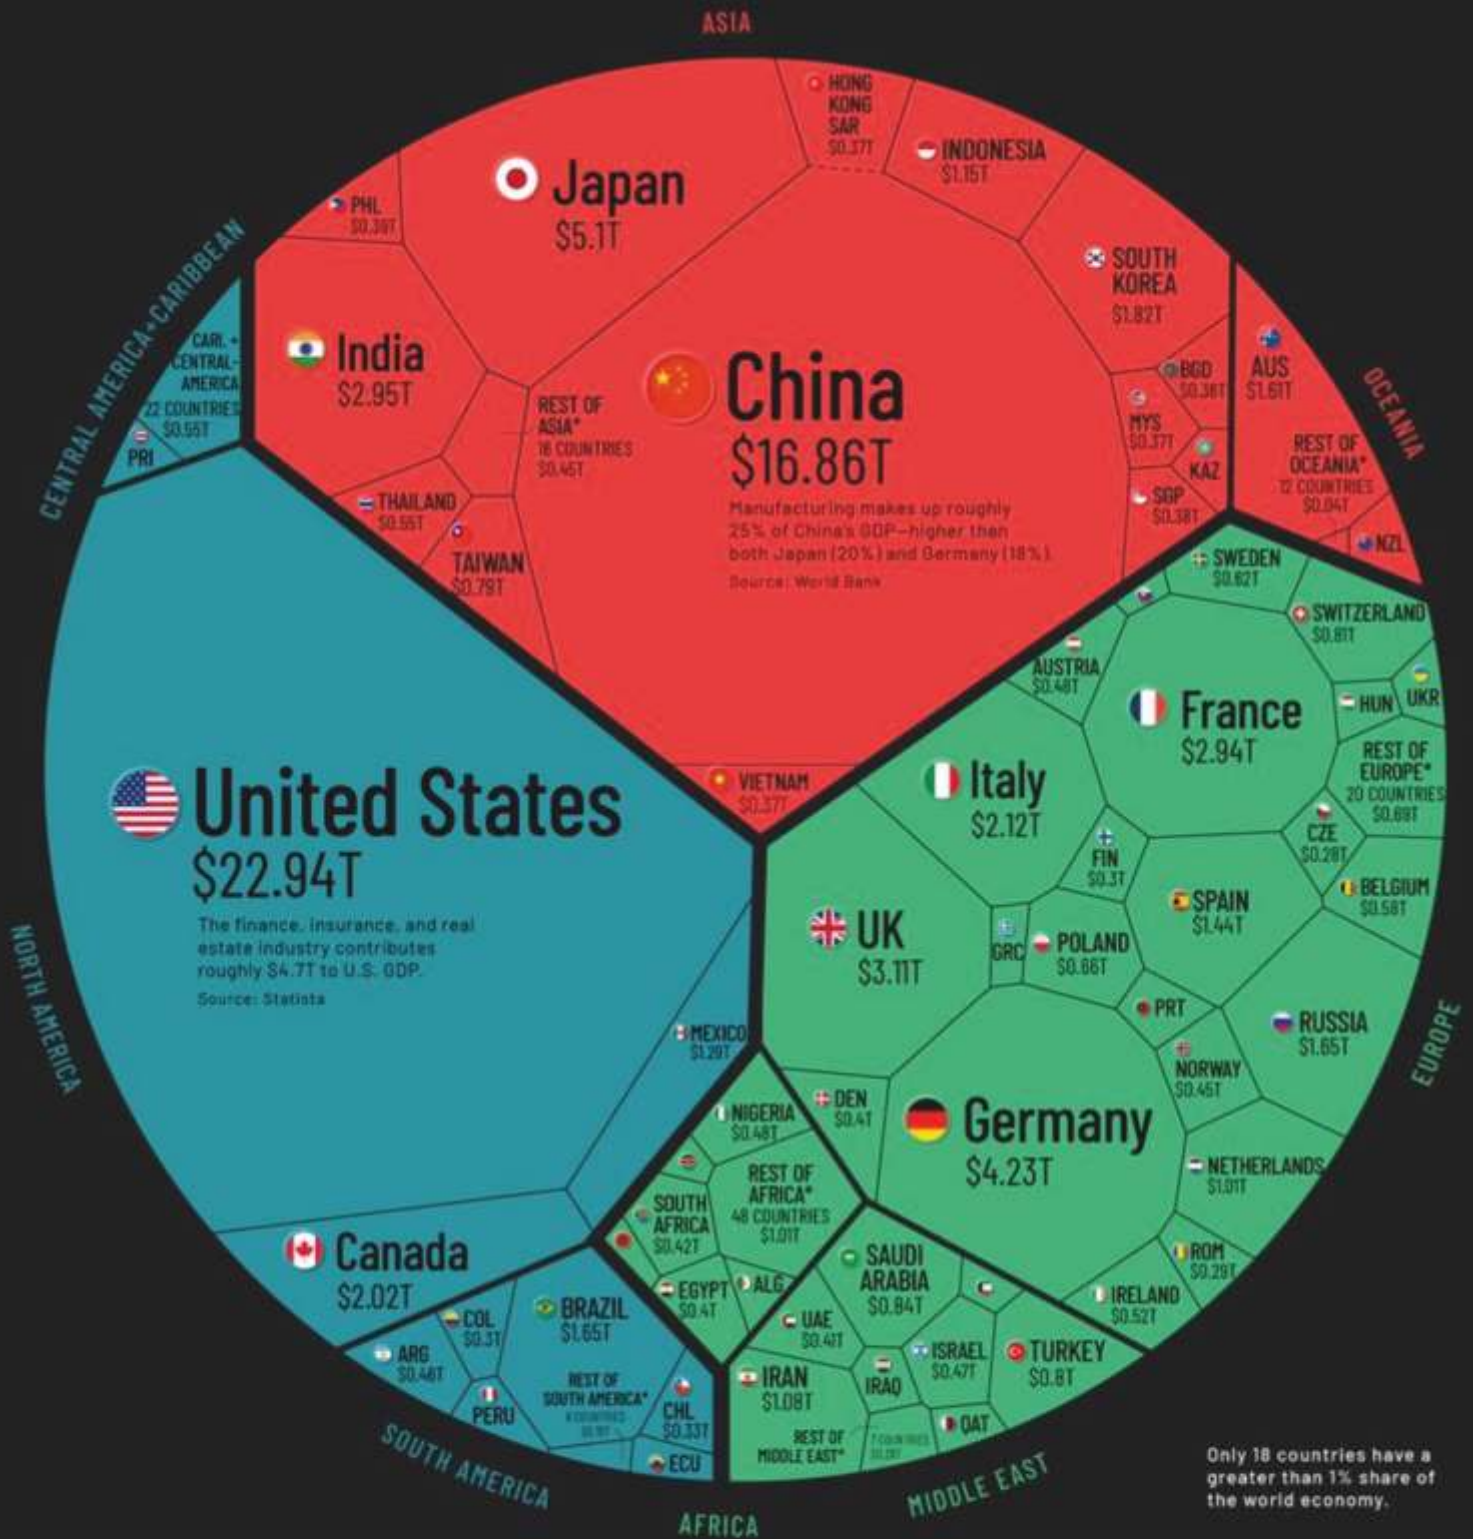 ASIA
HONG
KONG
SAR
$0.37T
INDONESIA
$1.15T
Japan
$5.1T
PHL
SOUTH
KOREA
$1.82T
CENTRAL AMERICA+CARIBBEAN
CARI. +
CENTRAL-
AMERICA
22 COUNTRIES
$0.55T
PRI
India
$2.95T
REST OF
ASIA*
$0.45T
China
$16.86T
Manufacturing makes up roughly
25% of China's GDP—higher than
both Japan (20%) and Germany (18%).
Source: World Bank
BGD
MYS
$0.37T
KAZ
SGP
$0.38T
AUS
$1.61T
OCEANIA
REST OF
OCEANIA*
12 COUNTRIES
$0.04T
NZL
THAILAND
$0.55T
TAIWAN
$0.79T
VIETNAM
$0.37T
SWEDEN
$0.62T
SWITZERLAND
$0.81T
AUSTRIA
$0.48T
France
$2.94T
HUN
UKR
REST OF
EUROPE*
20 COUNTRIES
Italy
$2.12T
CZE
$0.28T
FIN
$0.3T
BELGIUM
$0.58T
SPAIN
$1.44T
UK
$3.11T
GRC
POLAND
$0.66T
PRT
RUSSIA
$1.65T
NORWAY
$0.45T
EUROPE
United States
$22.94T
The finance, insurance, and real
estate industry contributes
roughly $4.7T to U.S. GDP.
Source: Statista
NORTH AMERICA
MEXICO
$1.29T
DEN
$0.4T
Germany
$4.23T
NETHERLANDS
$1.01T
ROM
$0.29T
IRELAND
$0.52T
NIGERIA
$0.48T
REST OF
AFRICA*
48 COUNTRIES
$1.01T
SOUTH
AFRICA
$0.42T
EGYPT
$0.4T
ALG
Canada
$2.02T
SAUDI
ARABIA
$0.84T
UAE
$0.41T
ISRAEL
$0.47T
TURKEY
$0.8T
IRAQ
IRAN
$1.08T
QAT
REST OF
MIDDLE EAST*
7 COUNTRIES
COL
$0.3T
BRAZIL
$1.65T
ARG
$0.46T
PERU
REST OF
SOUTH AMERICA*
CHL
$0.33T
ECU
SOUTH AMERICA
AFRICA
MIDDLE EAST
Only 18 countries have a
greater than 1% share of
the world economy.